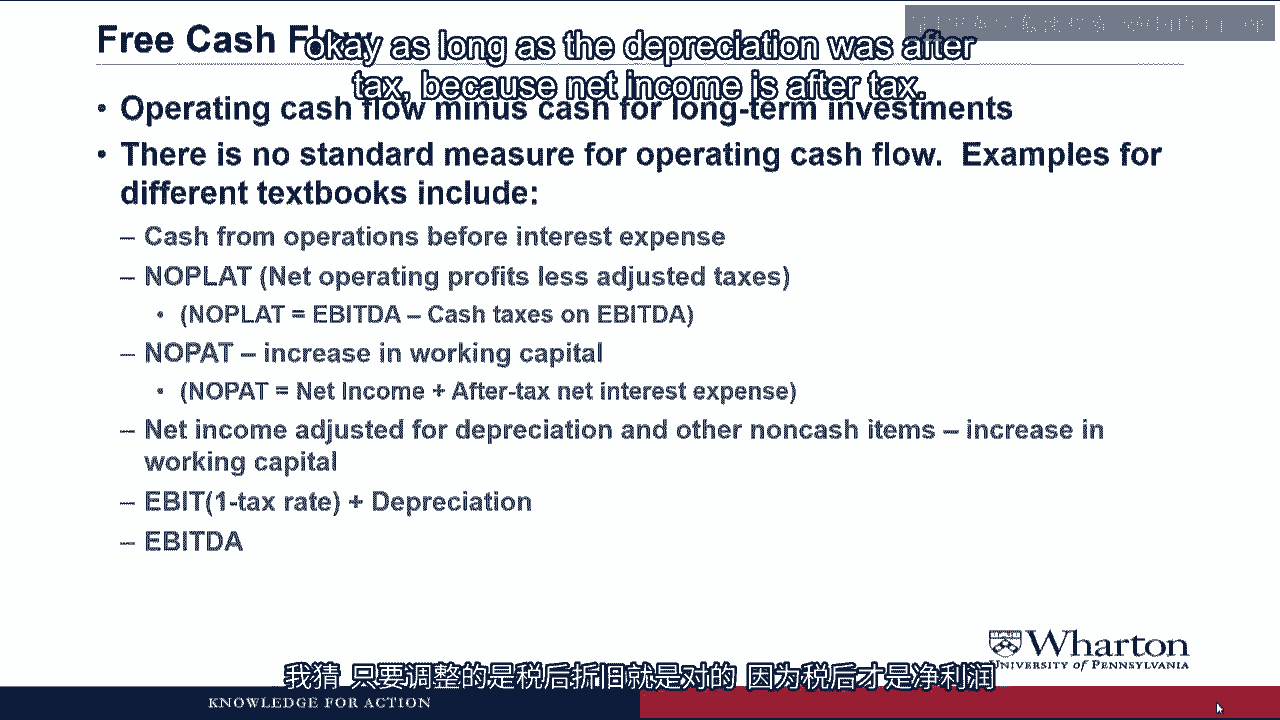 Free Cash Flow
okay as long as the depreciation was after
tax, because net income is after tax.
• Operating cash flow minus cash for long-term investments
• There is no standard measure for operating cash flow. Examples for
different textbooks include:
– Cash from operations before interest expense
– NOPLAT (Net operating profits less adjusted taxes)
• (NOPLAT = EBITDA – Cash taxes on EBITDA)
– NOPAT – increase in working capital
• (NOPAT = Net Income + After-tax net interest expense)
– Net income adjusted for depreciation and other noncash items – increase in
working capital
– EBIT(1-tax rate) + Depreciation
– EBITDA
Wharton
UNIVERSITY of PENNSYLVANIA
我猜 只要调整的是税后折旧就是对的 因为税后才是净利润
KNOWLEDGE FOR ACTION